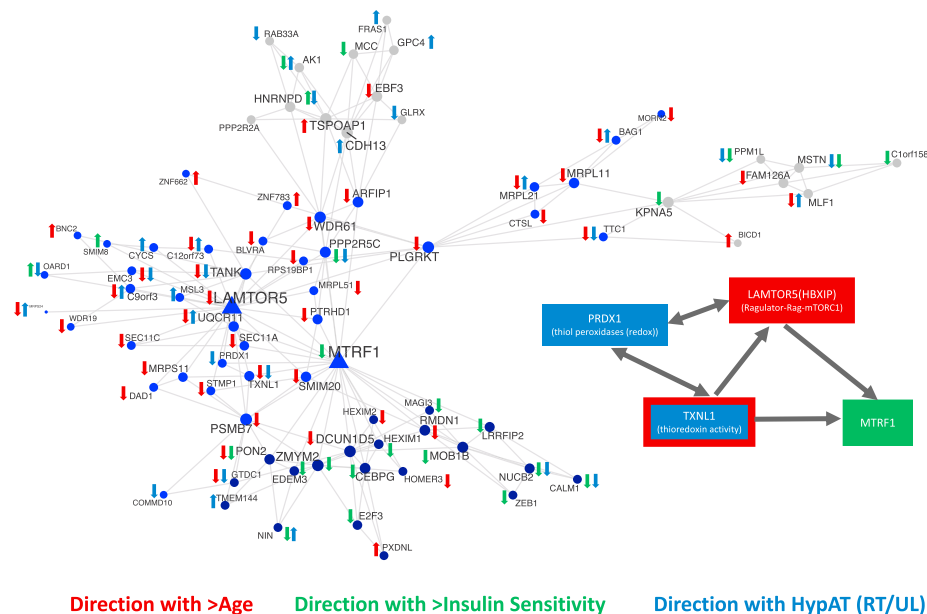 FRAS1
RAB33A
GPC4
MCC
AK1
EBF3
HNRNPD
GLRX
PPP2R2A
TSPOAP1
CDH13
MORN2
BAG1
PPM1L
MSTN
C1orf158
ZNF662
ZNF783
ARFIP1
MRPL11
MRPL21
FAM126A
MLF1
KPNA5
CTSL
WDR61
BNC2
SMIM8
CYCS
C12orf73
BLVRA
PPP2R5C
RPS19BP1
PLGRKT
TTC1
BICD1
OARD1
EMC3
TANK
C9orf3
MSL3
LAMTOR5
MRPL51
WDR19
UQCR11
PTRHD1
SEC11C
SEC11A
PRDX1
MTRF1
MRPS11
STMP1
TXNL1
SMIM20
DAD1
PSMB7
MAGI3
HEXIM2
RMDN1
DCUN1D5
HEXIM1
LRRFIP2
PON2
ZMYM2
MOB1B
GTDC1
EDEM3
CEBPG
HOMER3
NUCB2
CALM1
COMMD10
TMEM144
ZEB1
E2F3
NIN
PXDNL
LAMTOR5(HBXIP)
(Ragulator-Rag-mTORC1)
PRDX1
(thiol peroxidases (redox))
TXNL1
(thioredoxin activity)
MTRF1
Direction with >Age
Direction with >Insulin Sensitivity
Direction with HypAT (RT/UL)